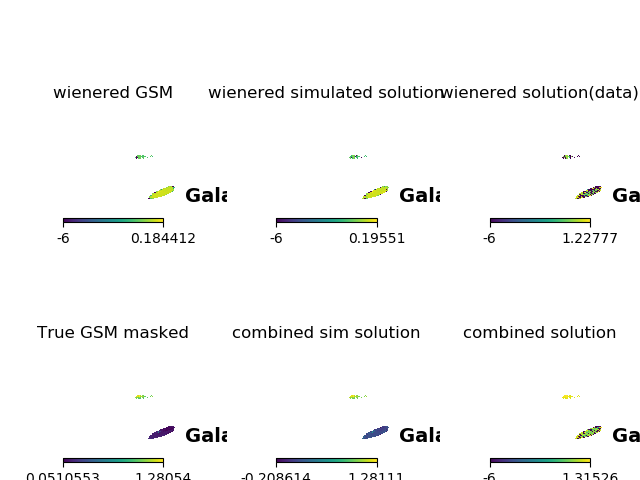 wienered GSM
wienered simulated solution
wienered solution(data)
Gala
Gala
Ga
-6 0.184412
-6 0.19551
-6 1.22777
True GSM masked
combined sim solution
combined solution
Gala
Gala
Ga
0.0510553 1.28054
-0.208614 1.28111
-6 1.31526